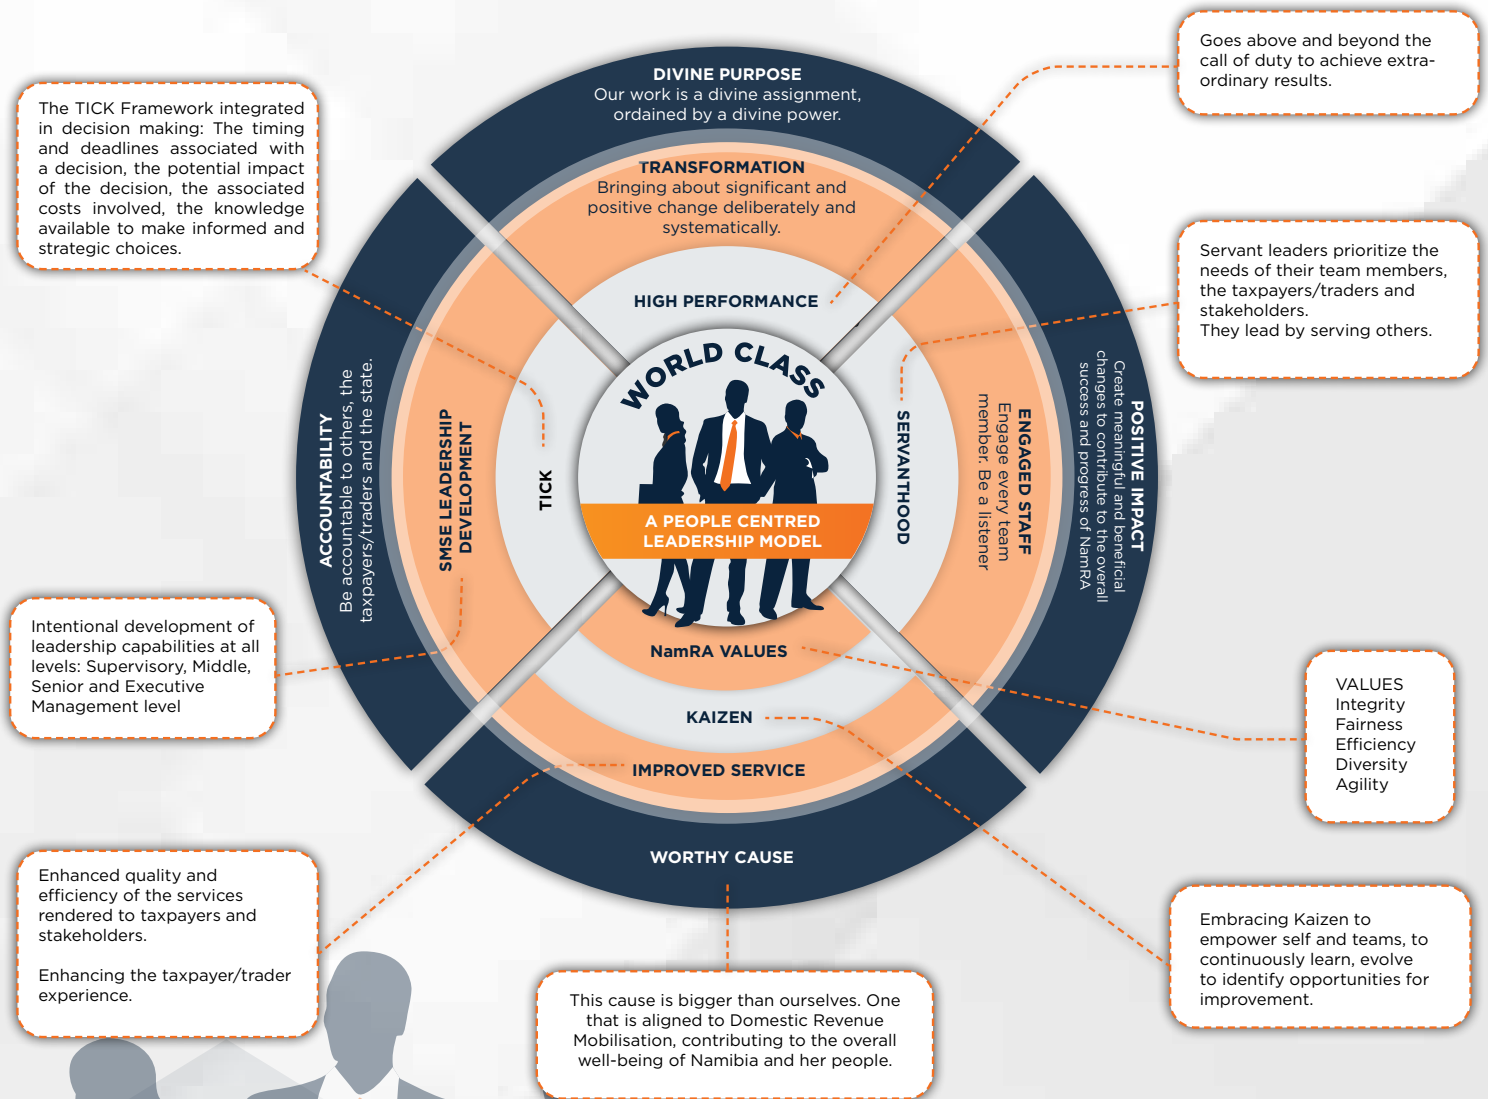 Goes above and beyond the
call of duty to achieve extra-
ordinary results.
DIVINE PURPOSE
Our work is a divine assignment,
ordained by a divine power.
The TICK Framework integrated
in decision making: The timing
and deadlines associated with
a decision, the potential impact
of the decision, the associated
costs involved, the knowledge
available to make informed and
strategic choices.
TRANSFORMATION
Bringing about significant and
positive change deliberately and
systematically.
Servant leaders prioritize the
needs of their team members,
the taxpayers/traders and
stakeholders.
They lead by serving others.
HIGH PERFORMANCE
WORLD CLASS
A PEOPLE CENTRED
LEADERSHIP MODEL
ACCOUNTABILITY
Be accountable to others, the
taxpayers/traders and the state.
SMSE LEADERSHIP
DEVELOPMENT
TICK
SERVANTHOOD
ENGAGED STAFF
Engage every team
member. Be a listener
POSITIVE IMPACT
Create meaningful and beneficial
changes to contribute to the overall
success and progress of NamRA
Intentional development of
leadership capabilities at all
levels: Supervisory, Middle,
Senior and Executive
Management level
NamRA VALUES
KAIZEN
IMPROVED SERVICE
WORTHY CAUSE
VALUES
Integrity
Fairness
Efficiency
Diversity
Agility
Enhanced quality and
efficiency of the services
rendered to taxpayers and
stakeholders.
Enhancing the taxpayer/trader
experience.
This cause is bigger than ourselves. One
that is aligned to Domestic Revenue
Mobilisation, contributing to the overall
well-being of Namibia and her people.
Embracing Kaizen to
empower self and teams, to
continuously learn, evolve
to identify opportunities for
improvement.